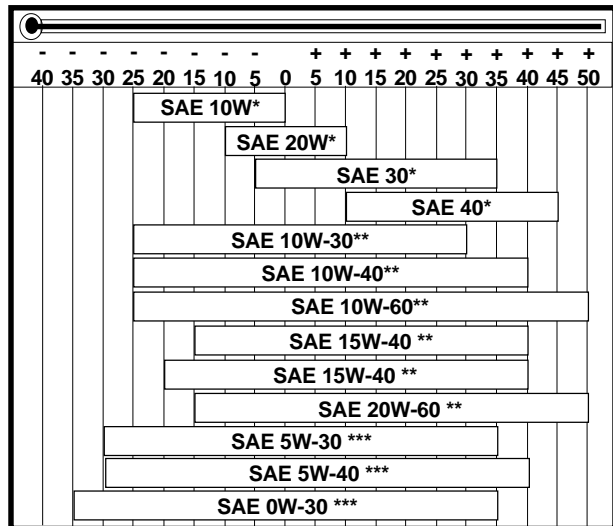 - - - - - - - - + + + + + + + + + +
40 35 30 25 20 15 10 5 0 5 10 15 20 25 30 35 40 45 50
SAE 10W*
SAE 20W*
SAE 30*
SAE 40*
SAE 10W-30**
SAE 10W-40**
SAE 10W-60**
SAE 15W-40 **
SAE 15W-40 **
SAE 20W-60 **
SAE 5W-30 ***
SAE 5W-40 ***
SAE 0W-30 ***